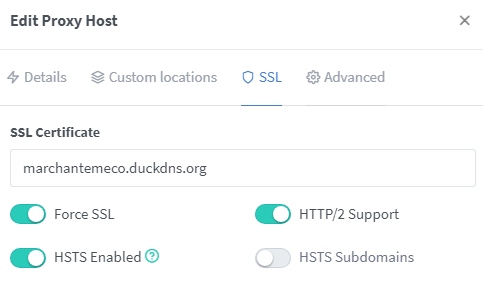 Edit Proxy Host
Details Custom locations SSL Advanced
SSL Certificate
marchantemeco.duckdns.org
Force SSL HTTP/2 Support
HSTS Enabled ? HSTS Subdomains